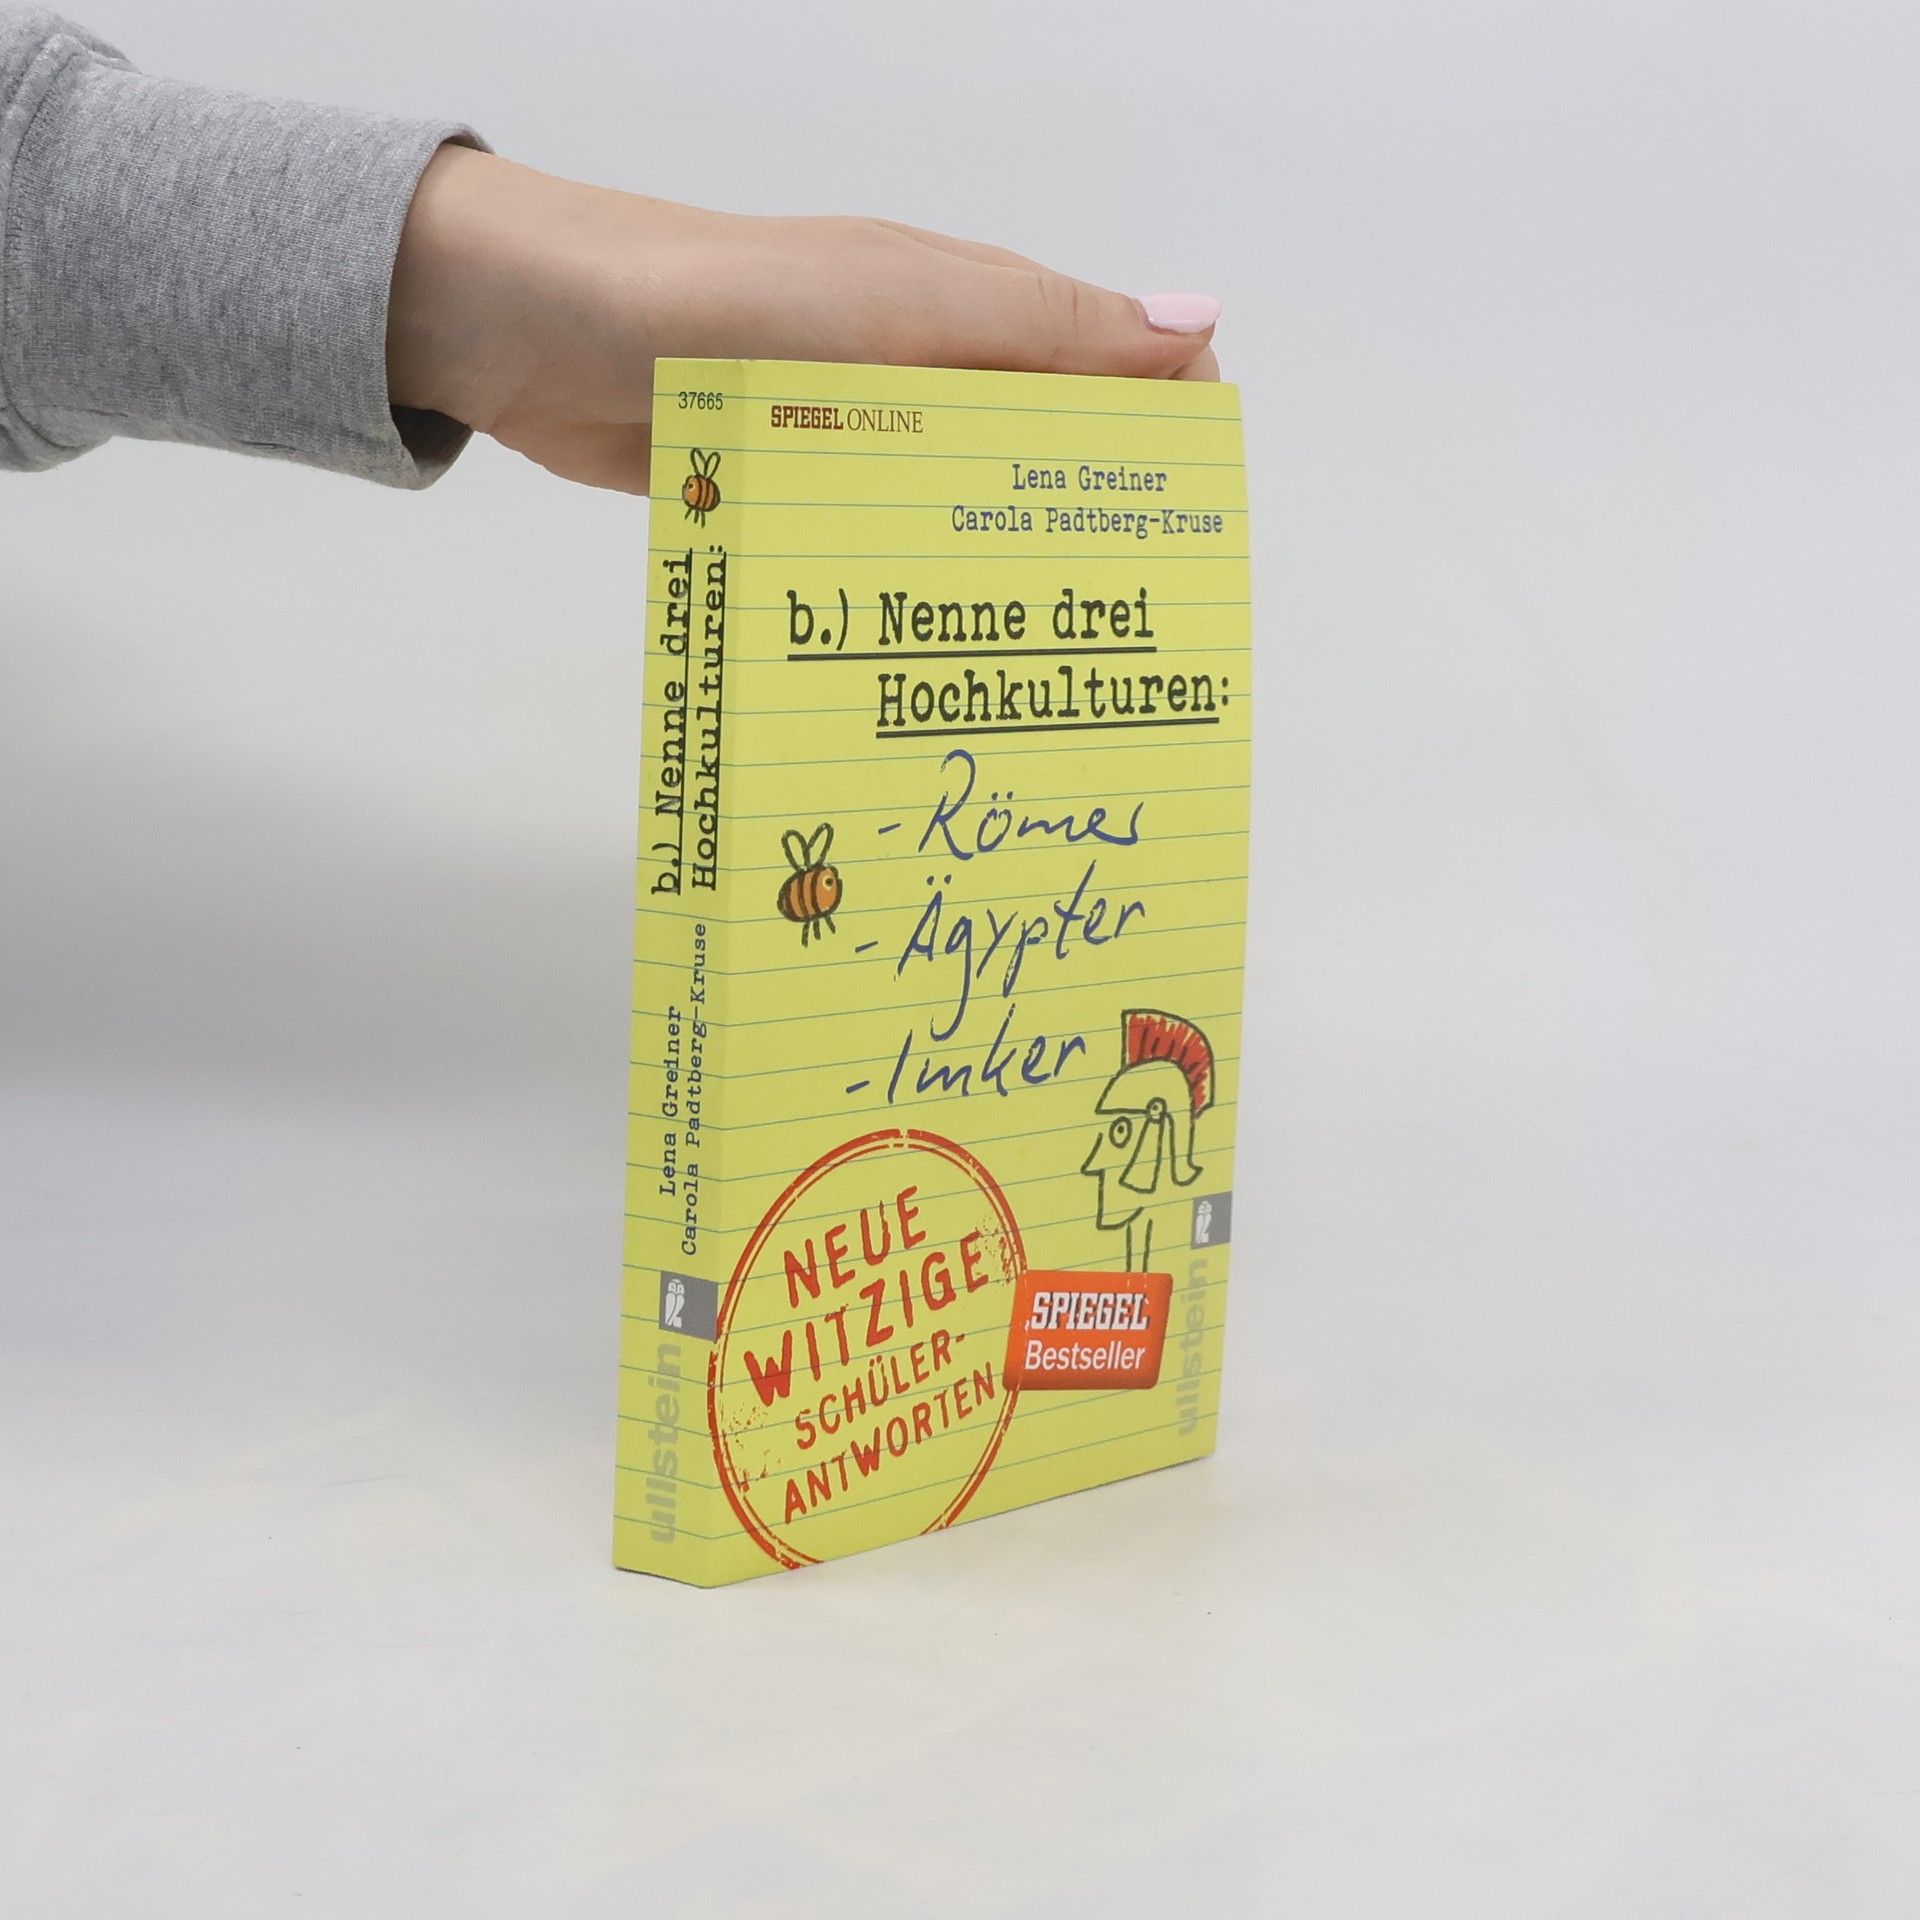 37665
b.) Nenne drei
Hochkulturen:
Lena Greiner
Carola Padtberg-Kruse
ullstein
SPIEGEL ONLINE
Lena Greiner
Carola Padtberg-Kruse
b.) Nenne drei
Hochkulturen:
- Römer
- Ägypter
- Imker
NEUE
WITZIGE
SCHÜLER-
ANTWORTEN
SPIEGEL
Bestseller
ullstein